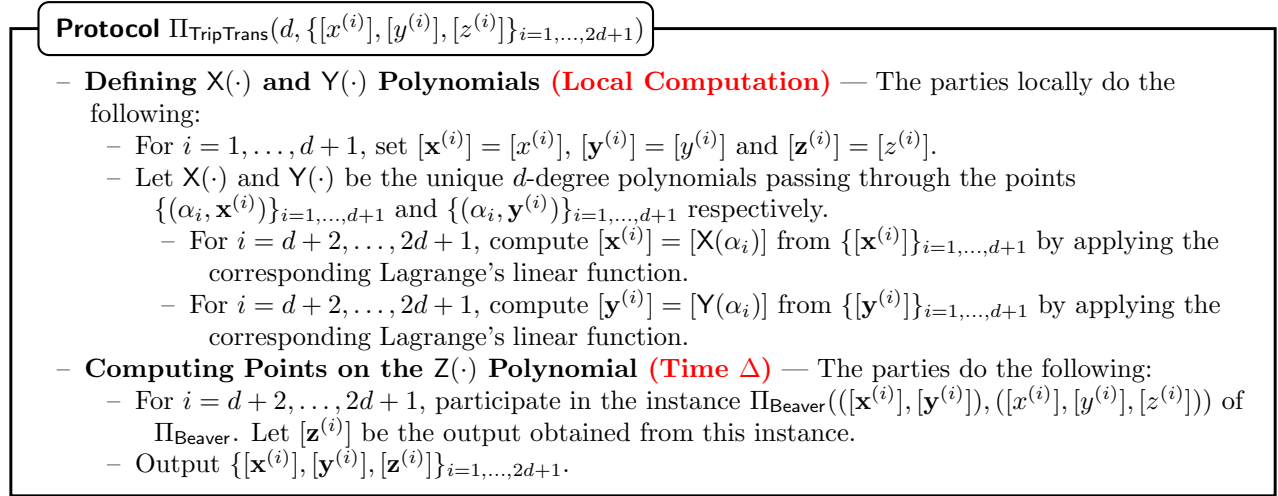 Protocol Π_TripTrans(d, {[x^(i)], [y^(i)], [z^(i)]}_{i=1,...,2d+1})
– Defining X(·) and Y(·) Polynomials (Local Computation) — The parties locally do the
following:
– For i = 1, . . . , d + 1, set [𝐱^(i)] = [x^(i)], [𝐲^(i)] = [y^(i)] and [𝐳^(i)] = [z^(i)].
– Let X(·) and Y(·) be the unique d-degree polynomials passing through the points
{(α_i, 𝐱^(i))}_{i=1,...,d+1} and {(α_i, 𝐲^(i))}_{i=1,...,d+1} respectively.
– For i = d + 2, . . . , 2d + 1, compute [𝐱^(i)] = [X(α_i)] from {[𝐱^(i)]}_{i=1,...,d+1} by applying the
corresponding Lagrange's linear function.
– For i = d + 2, . . . , 2d + 1, compute [𝐲^(i)] = [Y(α_i)] from {[𝐲^(i)]}_{i=1,...,d+1} by applying the
corresponding Lagrange's linear function.
– Computing Points on the Z(·) Polynomial (Time Δ) — The parties do the following:
– For i = d + 2, . . . , 2d + 1, participate in the instance Π_Beaver(([𝐱^(i)], [𝐲^(i)]), ([x^(i)], [y^(i)], [z^(i)])) of
Π_Beaver. Let [𝐳^(i)] be the output obtained from this instance.
– Output {[𝐱^(i)], [𝐲^(i)], [𝐳^(i)]}_{i=1,...,2d+1}.